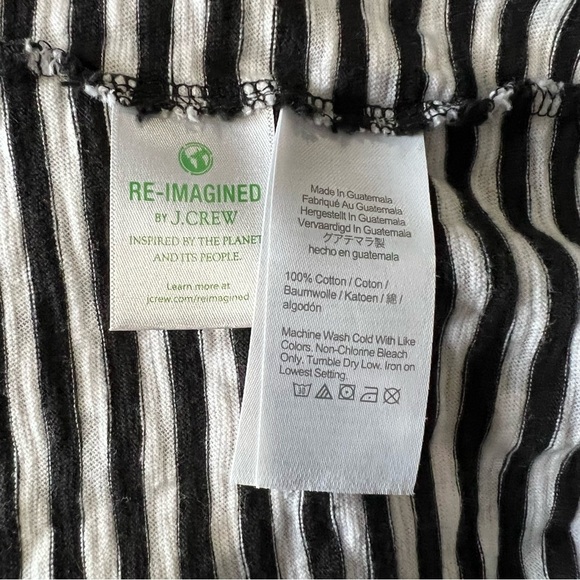 RE-IMAGINED
BY J.CREW
INSPIRED BY THE PLANET
AND ITS PEOPLE.
Learn more at
jcrew.com/reimagined
Made In Guatemala
Fabriqué Au Guatemala
Hergestellt In Guatemala
Vervaardigd In Guatemala
グアテマラ製
hecho en guatemala
100% Cotton / Coton /
Baumwolle / Katoen / 綿 /
algodón
Machine Wash Cold With Like
Colors. Non-Chlorine Bleach
Only. Tumble Dry Low. Iron on
Lowest Setting.